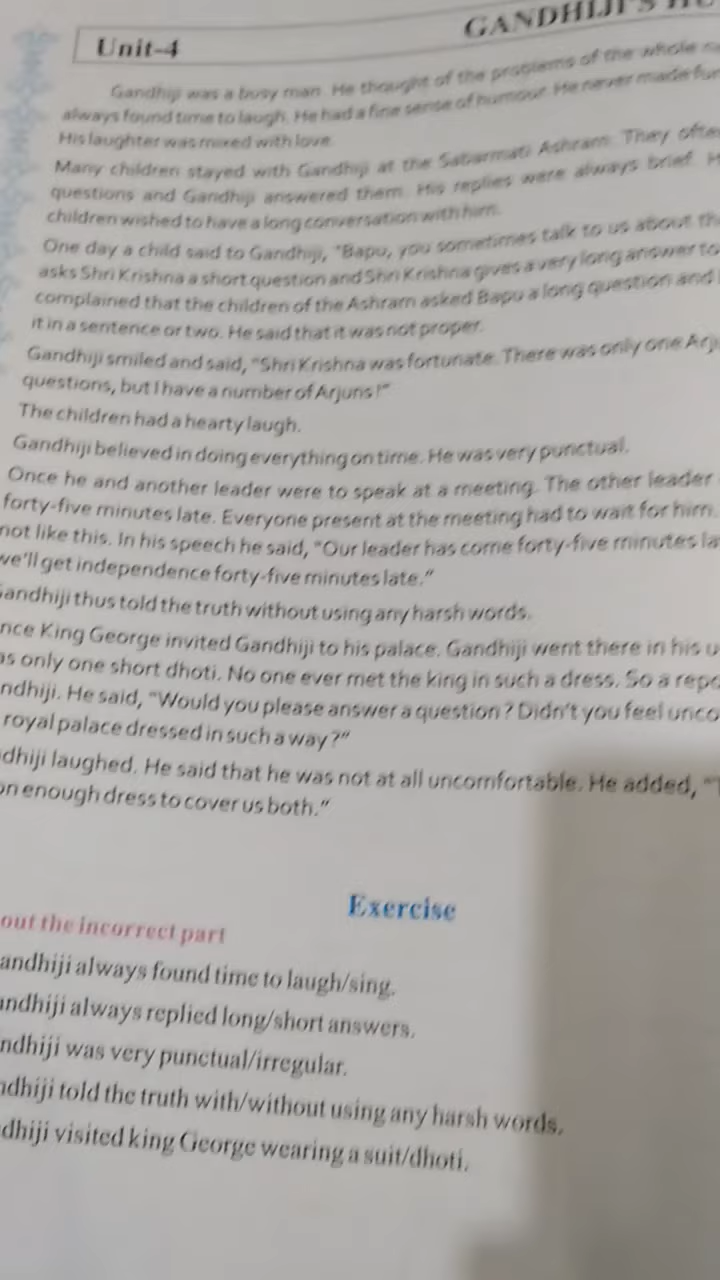 Unit-4
GANDHIJI'S
Gandhiji was a busy man. He thought of the problems of the whole
always found time to laugh. He had a fine sense of humour. He never made fun
His laughter was mixed with love.
Many children stayed with Gandhiji at the Sabarmati Ashram. They ofte
questions and Gandhiji answered them. His replies were always brief. H
children wished to have a long conversation with him.
One day a child said to Gandhiji, "Bapu, you sometimes talk to us about th
asks Shri Krishna a short question and Shri Krishna gives a very long answer to
complained that the children of the Ashram asked Bapu a long question and
it in a sentence or two. He said that it was not proper.
Gandhiji smiled and said, "Shri Krishna was fortunate. There was only one Arj
questions, but I have a number of Arjuns!"
The children had a hearty laugh.
Gandhiji believed in doing everything on time. He was very punctual.
Once he and another leader were to speak at a meeting. The other leader
forty-five minutes late. Everyone present at the meeting had to wait for him.
not like this. In his speech he said, "Our leader has come forty-five minutes la
we'll get independence forty-five minutes late."
Gandhiji thus told the truth without using any harsh words.
nce King George invited Gandhiji to his palace. Gandhiji went there in his u
as only one short dhoti. No one ever met the king in such a dress. So a repo
ndhiji. He said, "Would you please answer a question? Didn't you feel unco
royal palace dressed in such a way?"
dhiji laughed. He said that he was not at all uncomfortable. He added, "T
on enough dress to cover us both."
Exercise
out the incorrect part
andhiji always found time to laugh/sing.
andhiji always replied long/short answers.
ndhiji was very punctual/irregular.
ndhiji told the truth with/without using any harsh words.
dhiji visited king George wearing a suit/dhoti.